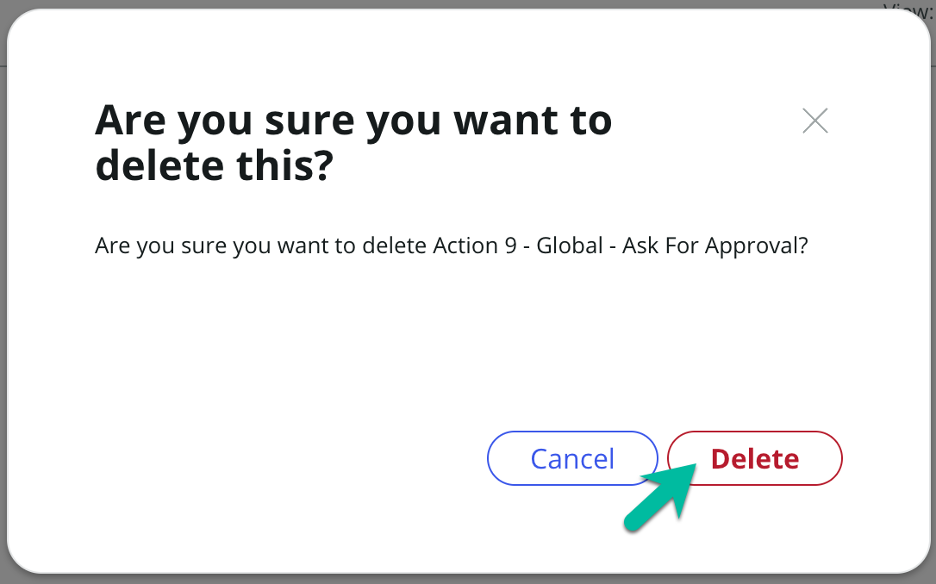 View:
Are you sure you want to
delete this?
Are you sure you want to delete Action 9 - Global - Ask For Approval?
Cancel
Delete